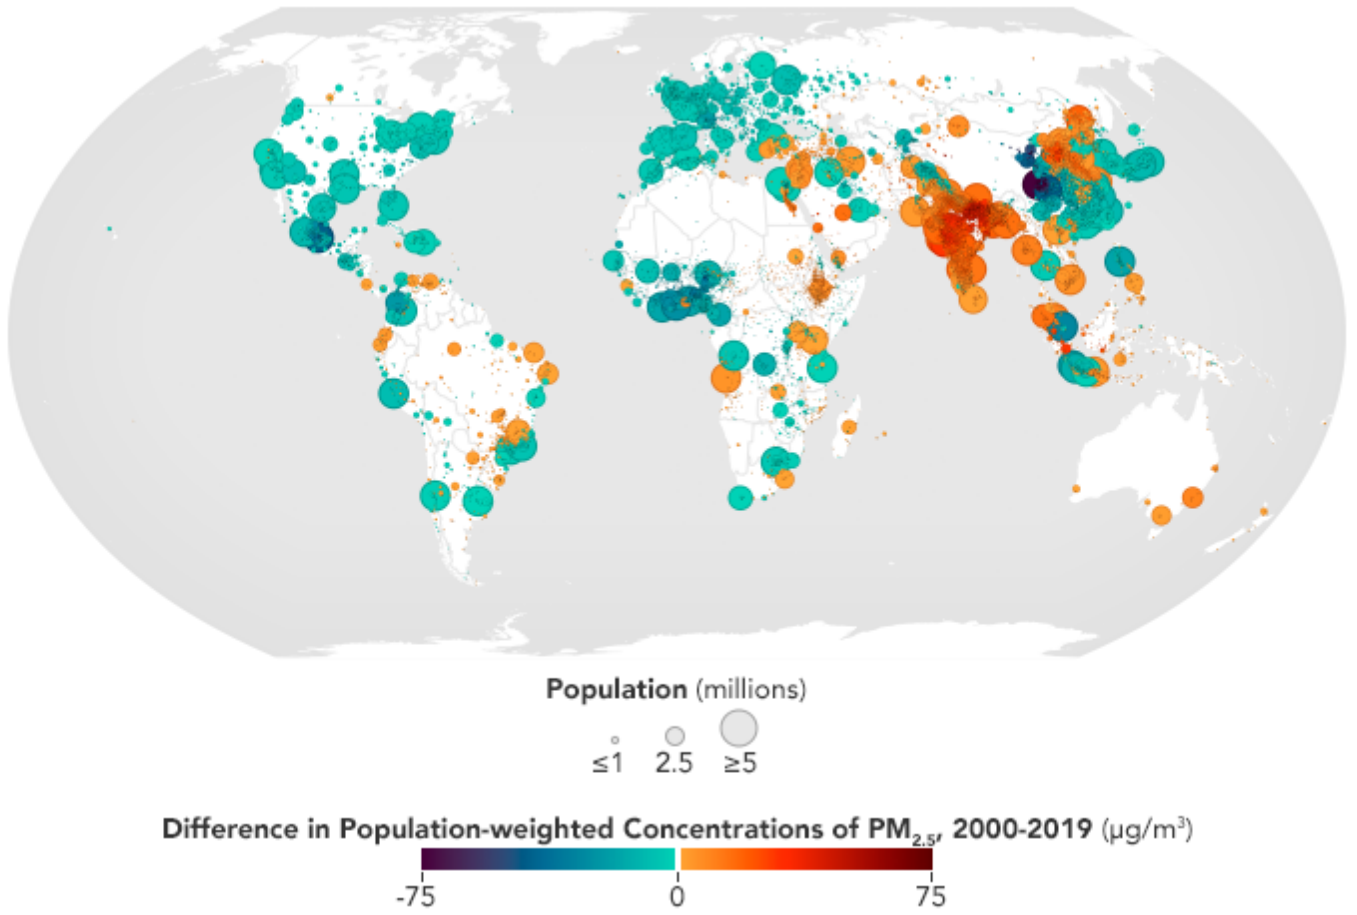 Population (millions)
≤1 2.5 ≥5
Difference in Population-weighted Concentrations of PM2.5, 2000-2019 (µg/m³)
-75 0 75